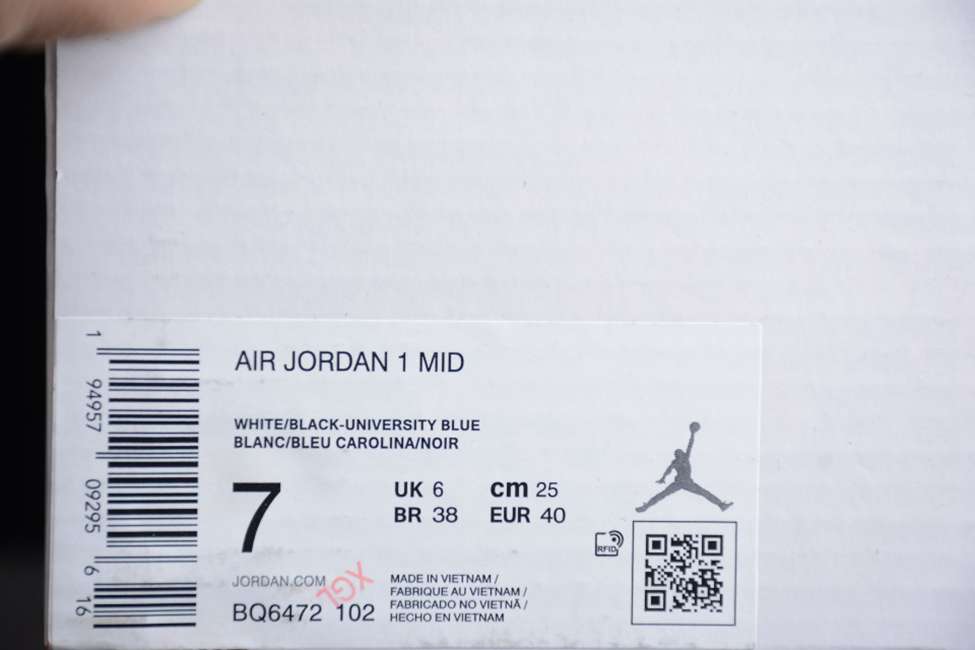 AIR JORDAN 1 MID
WHITE/BLACK-UNIVERSITY BLUE
BLANC/BLEU CAROLINA/NOIR
7
UK 6 cm 25
BR 38 EUR 40
RFID
JORDAN.COM
BQ6472 102
XGL
MADE IN VIETNAM /
FABRIQUE AU VIETNAM /
FABRICADO NO VIETNÃ /
HECHO EN VIETNAM
1 94957 09295 6 16